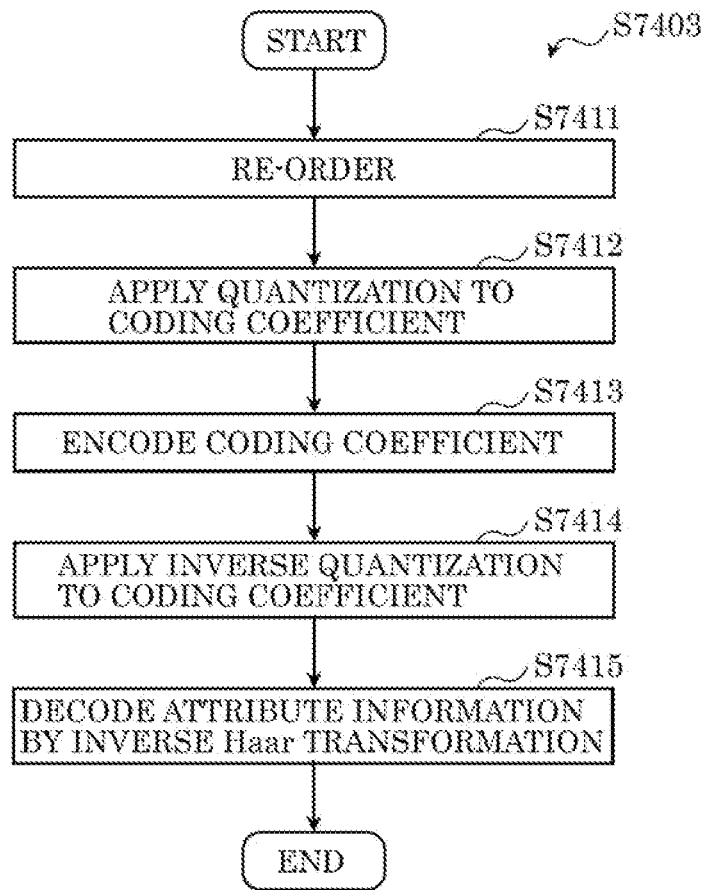 START
S7403
S7411
RE-ORDER
S7412
APPLY QUANTIZATION TO
CODING COEFFICIENT
S7413
ENCODE CODING COEFFICIENT
S7414
APPLY INVERSE QUANTIZATION
TO CODING COEFFICIENT
S7415
DECODE ATTRIBUTE INFORMATION
BY INVERSE Haar TRANSFORMATION
END